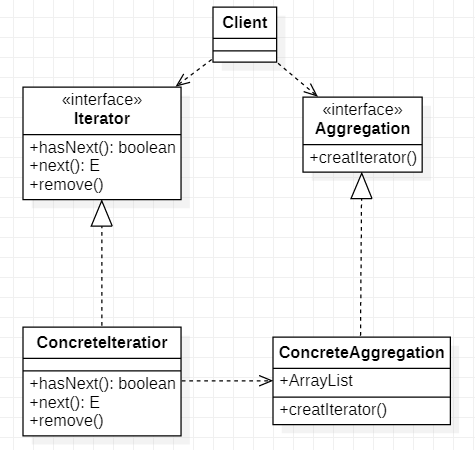 Client
«interface»
Iterator
+hasNext(): boolean
+next(): E
+remove()
«interface»
Aggregation
+creatIterator()
ConcreteIteratior
+hasNext(): boolean
+next(): E
+remove()
ConcreteAggregation
+ArrayList
+creatIterator()